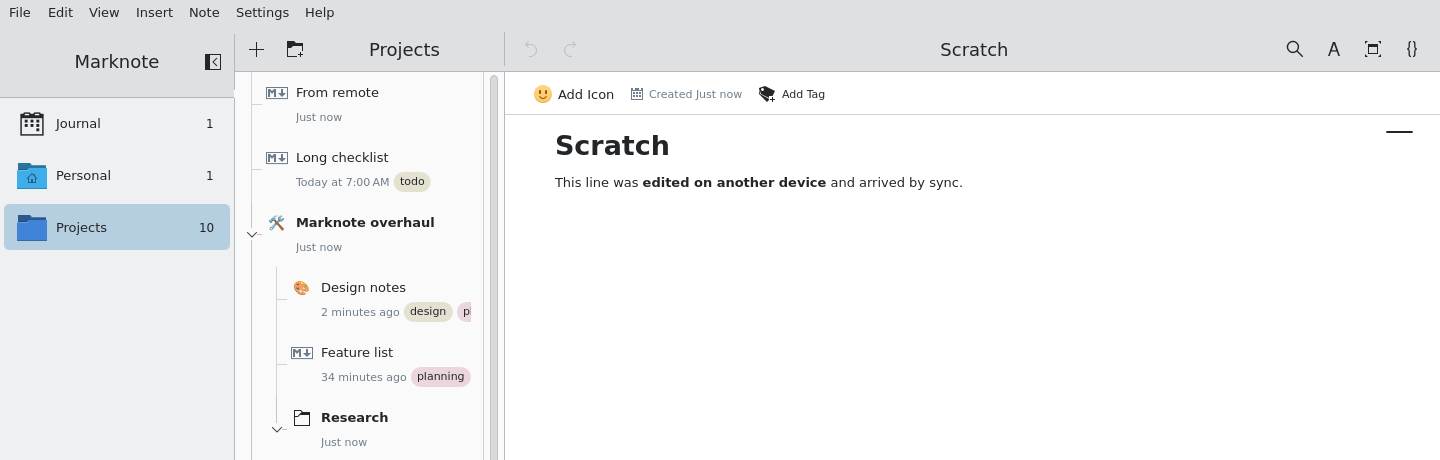 File Edit View Insert Note Settings Help
Marknote
Projects
Scratch
A
{}
Journal 1
Personal 1
Projects 10
From remote
Just now
Long checklist
Today at 7:00 AM todo
Marknote overhaul
Just now
Design notes
2 minutes ago design pl
Feature list
34 minutes ago planning
Research
Just now
Add Icon Created Just now Add Tag
Scratch
This line was edited on another device and arrived by sync.